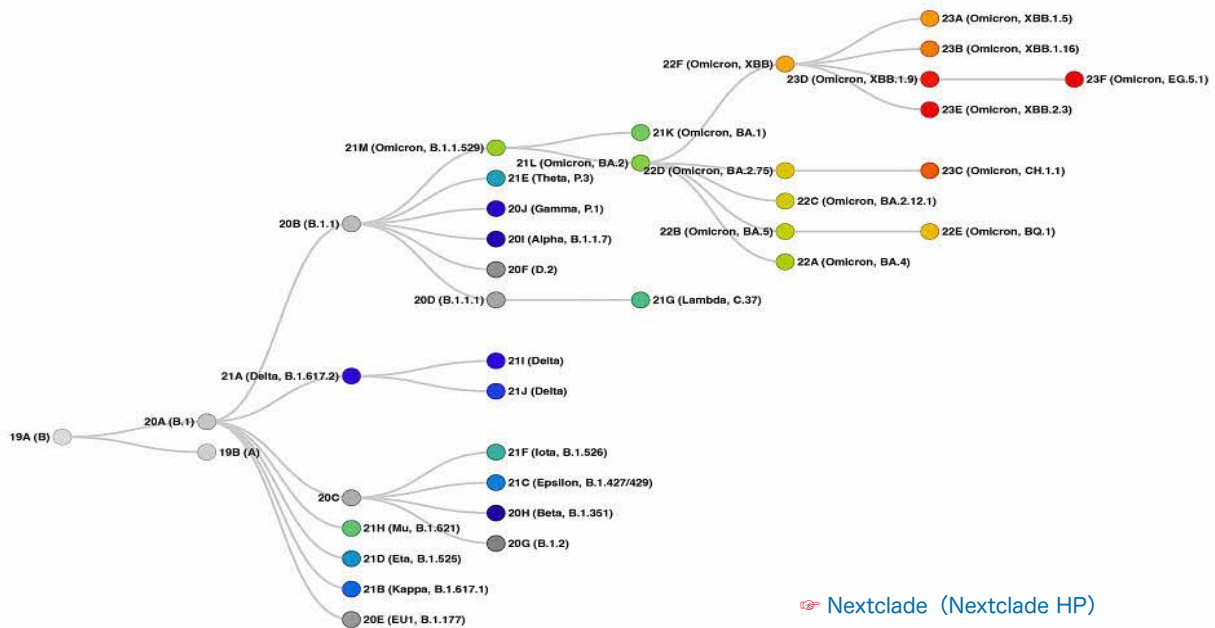 23A (Omicron, XBB.1.5)
23B (Omicron, XBB.1.16)
22F (Omicron, XBB)
23D (Omicron, XBB.1.9)
23F (Omicron, EG.5.1)
23E (Omicron, XBB.2.3)
21K (Omicron, BA.1)
21M (Omicron, B.1.1.529)
21L (Omicron, BA.2)
22D (Omicron, BA.2.75)
23C (Omicron, CH.1.1)
21E (Theta, P.3)
22C (Omicron, BA.2.12.1)
20J (Gamma, P.1)
20B (B.1.1)
22B (Omicron, BA.5)
22E (Omicron, BQ.1)
20I (Alpha, B.1.1.7)
22A (Omicron, BA.4)
20F (D.2)
20D (B.1.1.1)
21G (Lambda, C.37)
21I (Delta)
21A (Delta, B.1.617.2)
21J (Delta)
20A (B.1)
19A (B)
19B (A)
21F (Iota, B.1.526)
21C (Epsilon, B.1.427/429)
20C
20H (Beta, B.1.351)
21H (Mu, B.1.621)
20G (B.1.2)
21D (Eta, B.1.525)
21B (Kappa, B.1.617.1)
20E (EU1, B.1.177)
☞ Nextclade（Nextclade HP）